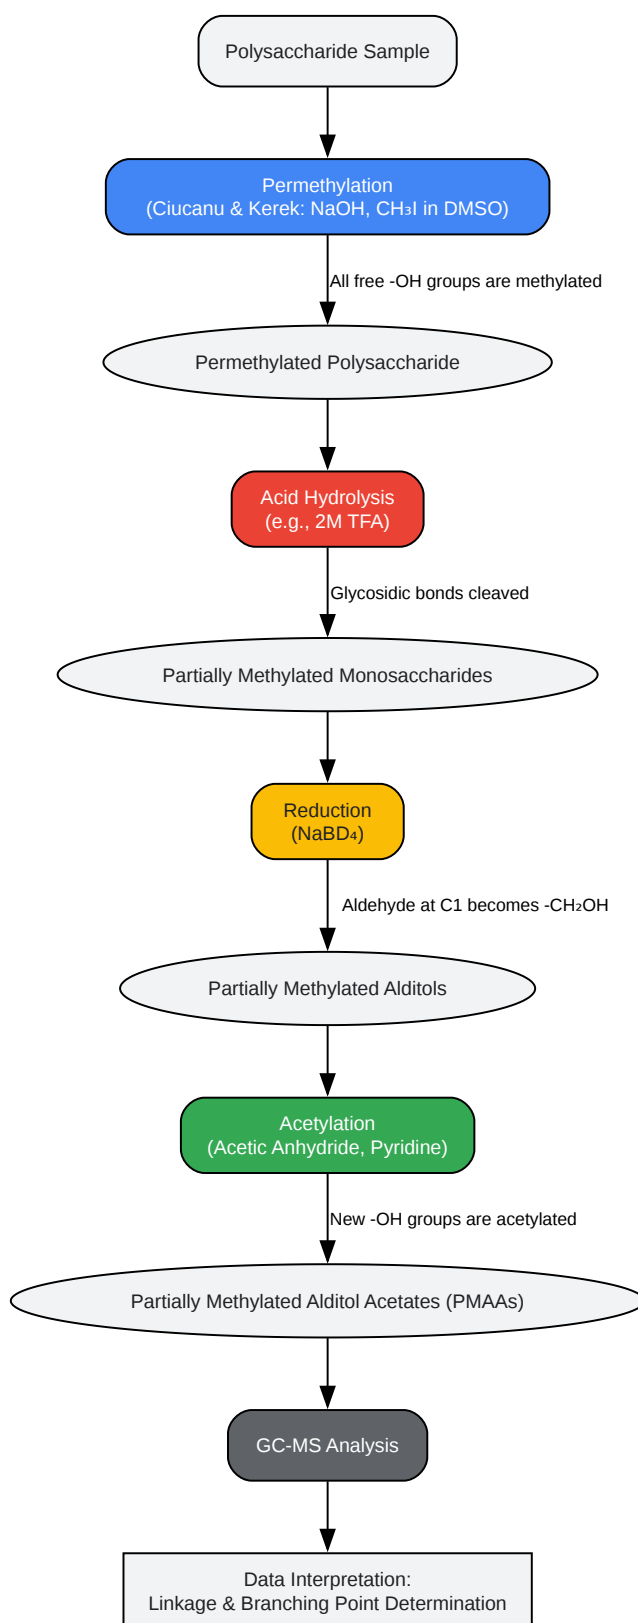 Polysaccharide Sample
Permethylation
(Ciucanu & Kerek: NaOH, CH₃I in DMSO)
All free -OH groups are methylated
Permethylated Polysaccharide
Acid Hydrolysis
(e.g., 2M TFA)
Glycosidic bonds cleaved
Partially Methylated Monosaccharides
Reduction
(NaBD₄)
Aldehyde at C1 becomes -CH₂OH
Partially Methylated Alditols
Acetylation
(Acetic Anhydride, Pyridine)
New -OH groups are acetylated
Partially Methylated Alditol Acetates (PMAAs)
GC-MS Analysis
Data Interpretation:
Linkage & Branching Point Determination